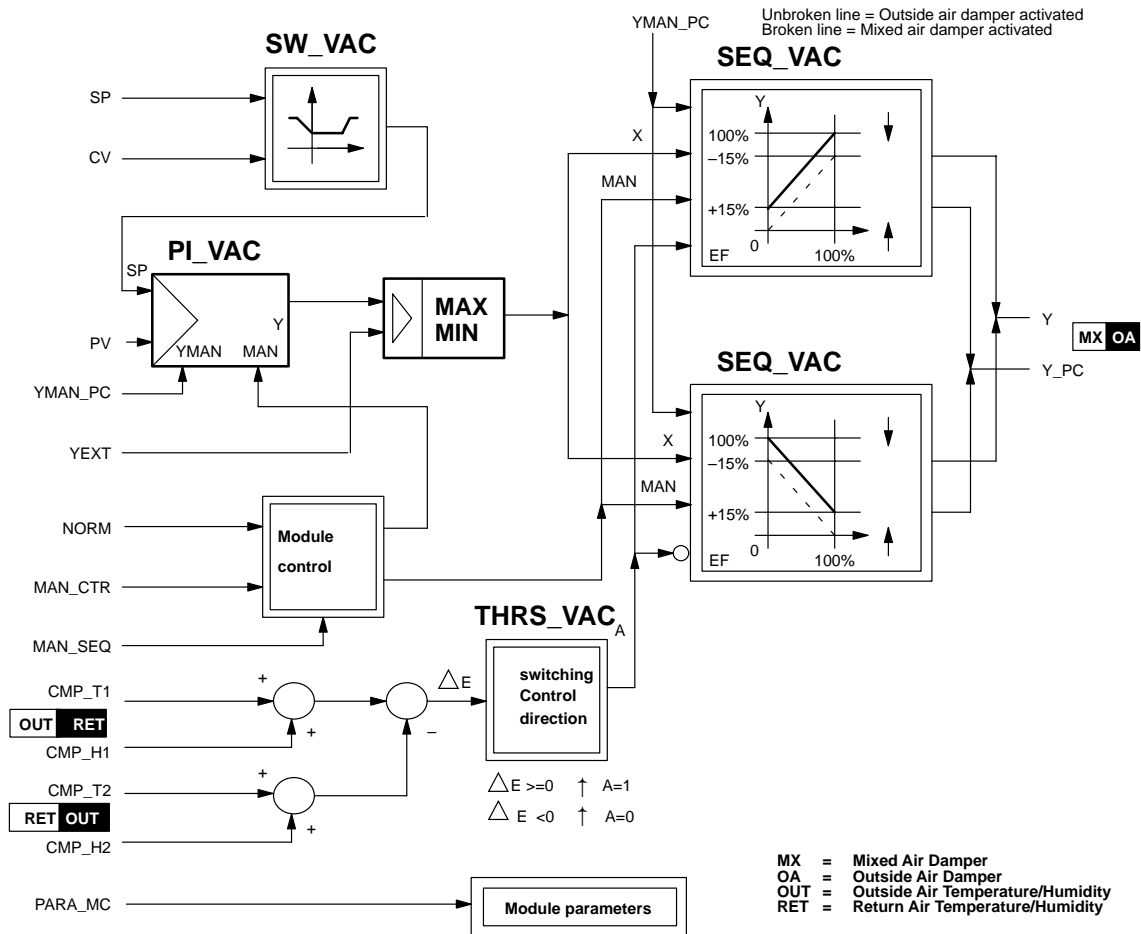 YMAN_PC
Unbroken line = Outside air damper activated
Broken line = Mixed air damper activated
SW_VAC
SEQ_VAC
SP
CV
Y
100%
–15%
+15%
0
100%
EF
X
MAN
PI_VAC
SP
Y
YMAN MAN
PV
YMAN_PC
MAX
MIN
YEXT
Y
MX OA
Y_PC
SEQ_VAC
Y
100%
–15%
+15%
0
100%
EF
X
MAN
NORM
Module
control
MAN_CTR
MAN_SEQ
THRS_VAC
A
switching
Control
direction
△ E
CMP_T1
+
OUT RET
+
–
CMP_H1
CMP_T2
+
RET OUT
+
CMP_H2
△ E >=0 ↑ A=1
△ E <0 ↑ A=0
PARA_MC
Module parameters
MX = Mixed Air Damper
OA = Outside Air Damper
OUT = Outside Air Temperature/Humidity
RET = Return Air Temperature/Humidity